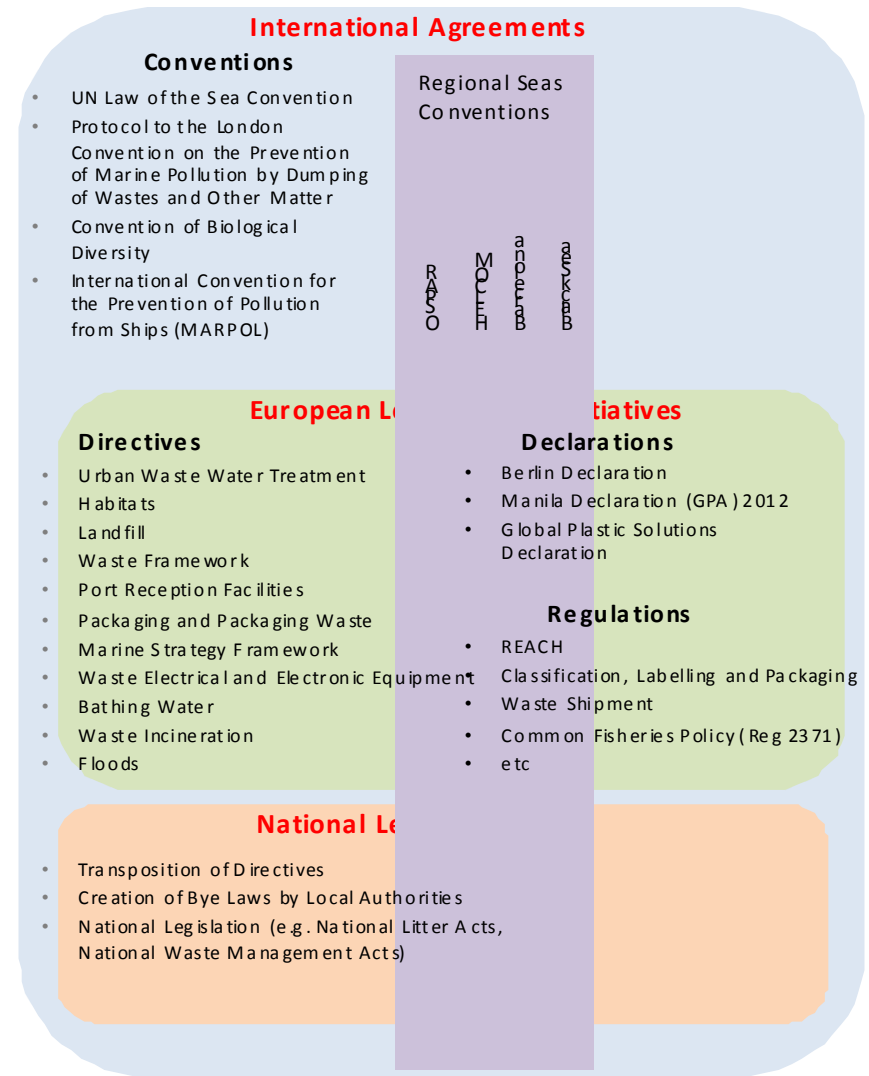 International Agreements
Conventions
• UN Law of the Sea Convention
• Protocol to the London
Convention on the Prevention
of Marine Pollution by Dumping
of Wastes and Other Matter
• Convention of Biological
Diversity
• International Convention for
the Prevention of Pollution
from Ships (MARPOL)
Regional Seas
Conventions
OSPAR
HELCOM
Barcelona
Black Sea
European Le tiatives
Directives
• Urban Waste Water Treatment
• Habitats
• Landfill
• Waste Framework
• Port Reception Facilities
• Packaging and Packaging Waste
• Marine Strategy Framework
• Waste Electrical and Electronic Equipment
• Bathing Water
• Waste Incineration
• Floods
Declarations
• Berlin Declaration
• Manila Declaration (GPA) 2012
• Global Plastic Solutions
Declaration
Regulations
• REACH
• Classification, Labelling and Packaging
• Waste Shipment
• Common Fisheries Policy (Reg 2371)
• etc
National Le
• Transposition of Directives
• Creation of Bye Laws by Local Authorities
• National Legislation (e.g. National Litter Acts,
National Waste Management Acts)